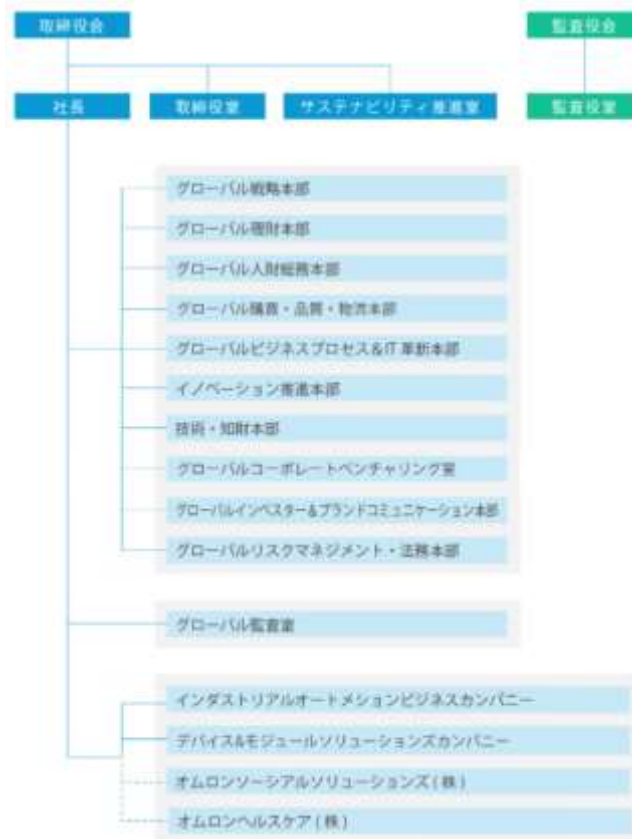 取締役会
監査役会
社長
取締役室
サステナビリティ推進室
監査役室
グローバル戦略本部
グローバル理財本部
グローバル人財総務本部
グローバル購買・品質・物流本部
グローバルビジネスプロセス&IT革新本部
イノベーション推進本部
技術・知財本部
グローバルコーポレートベンチャリング室
グローバルインベスター&ブランドコミュニケーション本部
グローバルリスクマネジメント・法務本部
グローバル監査室
インダストリアルオートメションビジネスカンパニー
デバイス&モジュールソリューションズカンパニー
オムロンソーシアルソリューションズ(株)
オムロンヘルスケア(株)